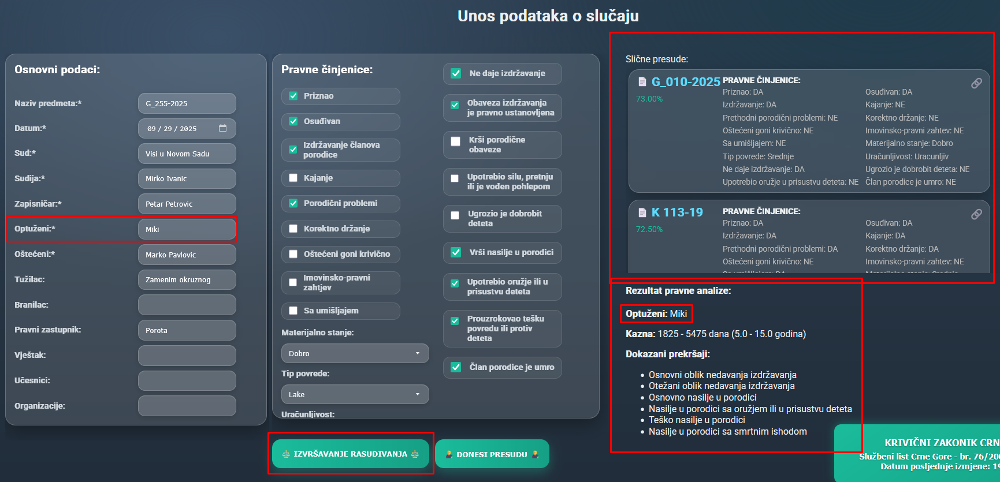 Unos podataka o slučaju
Osnovni podaci:
Naziv predmeta:* G_255-2025
Datum:* 09 / 29 / 2025
Sud:* Visi u Novom Sadu
Sudija:* Mirko Ivanic
Zapisničar:* Petar Petrovic
Optuženi:* Miki
Oštećeni:* Marko Pavlovic
Tužilac: Zamenim okruznog
Branilac:
Pravni zastupnik: Porota
Vještak:
Učesnici:
Organizacije:
Pravne činjenice:
Priznao
Osuđivan
Izdržavanje članova
porodice
Kajanje
Porodični problemi
Korektno držanje
Oštećeni goni krivično
Imovinsko-pravni
zahtjev
Sa umišljajem
Materijalno stanje:
Dobro
Tip povrede:
Lake
Uračunljivost:
Ne daje izdržavanje
Obaveza izdržavanja
je pravno ustanovljena
Krši porodične
obaveze
Upotrebio silu, pretnju
ili je vođen pohlepom
Ugrozio je dobrobit
deteta
Vrši nasilje u porodici
Upotrebio oružje ili u
prisustvu deteta
Prouzrokovao tešku
povredu ili protiv
deteta
Član porodice je umro
IZVRŠAVANJE RASUĐIVANJA
DONESI PRESUDU
Slične presude:
G_010-2025
73.00%
PRAVNE ČINJENICE:
Priznao: DA Osuđivan: DA
Izdržavanje: DA Kajanje: NE
Prethodni porodični problemi: NE Korektno držanje: NE
Oštećeni goni krivično: NE Imovinsko-pravni zahtev: NE
Sa umišljajem: NE Materijalno stanje: Dobro
Tip povrede: Srednje Uračunljivost: Uracunljiv
Ne daje izdržavanje: DA Ugrozio je dobrobit deteta: NE
Upotrebio oružje u prisustvu deteta: NE Član porodice je umro: NE
K 113-19
72.50%
PRAVNE ČINJENICE:
Priznao: DA Osuđivan: DA
Izdržavanje: DA Kajanje: DA
Prethodni porodični problemi: DA Korektno držanje: DA
Oštećeni goni krivično: NE Imovinsko-pravni zahtev: NE
Rezultat pravne analize:
Optuženi: Miki
Kazna: 1825 - 5475 dana (5.0 - 15.0 godina)
Dokazani prekršaji:
Osnovni oblik nedavanja izdržavanja
Otežani oblik nedavanja izdržavanja
Osnovno nasilje u porodici
Nasilje u porodici sa oružjem ili u prisustvu deteta
Teško nasilje u porodici
Nasilje u porodici sa smrtnim ishodom
KRIVIČNI ZAKONIK CRN
Službeni list Crne Gore - br. 76/20
Datum posljednje izmjene: 19